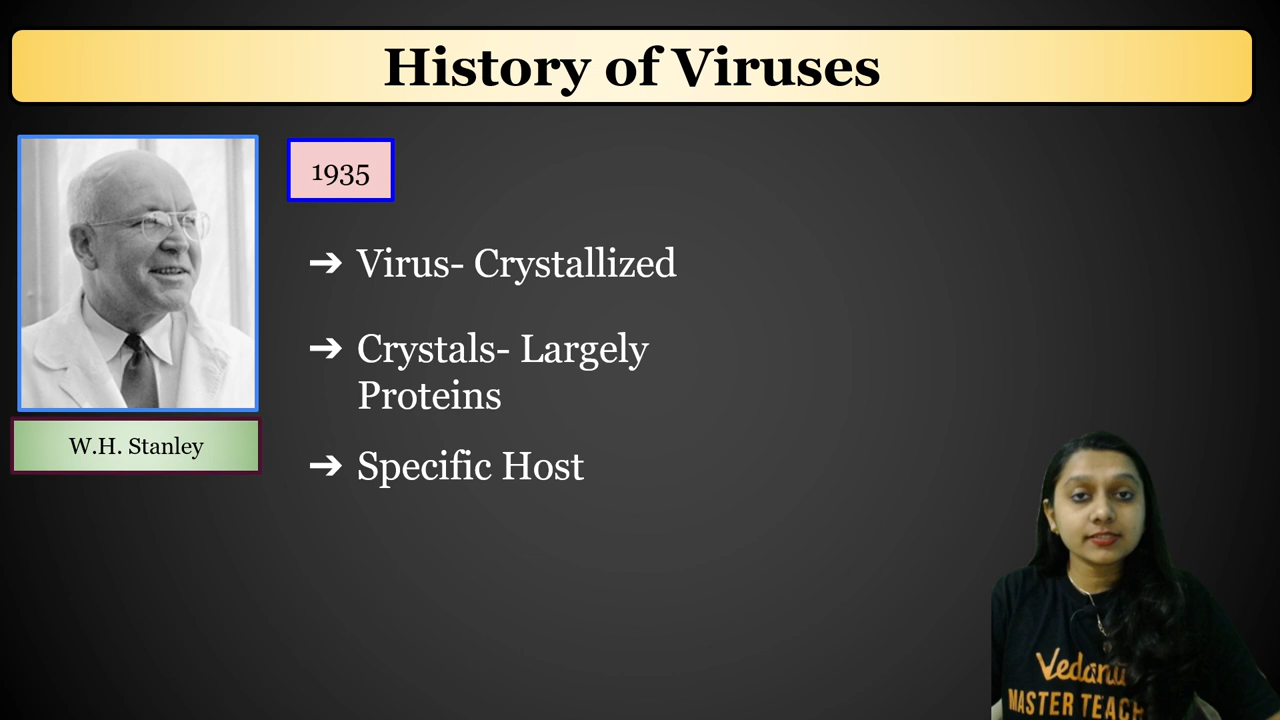 History of Viruses
1935
➔ Virus- Crystallized
➔ Crystals- Largely
Proteins
➔ Specific Host
W.H. Stanley
Vedantu
MASTER TEACH